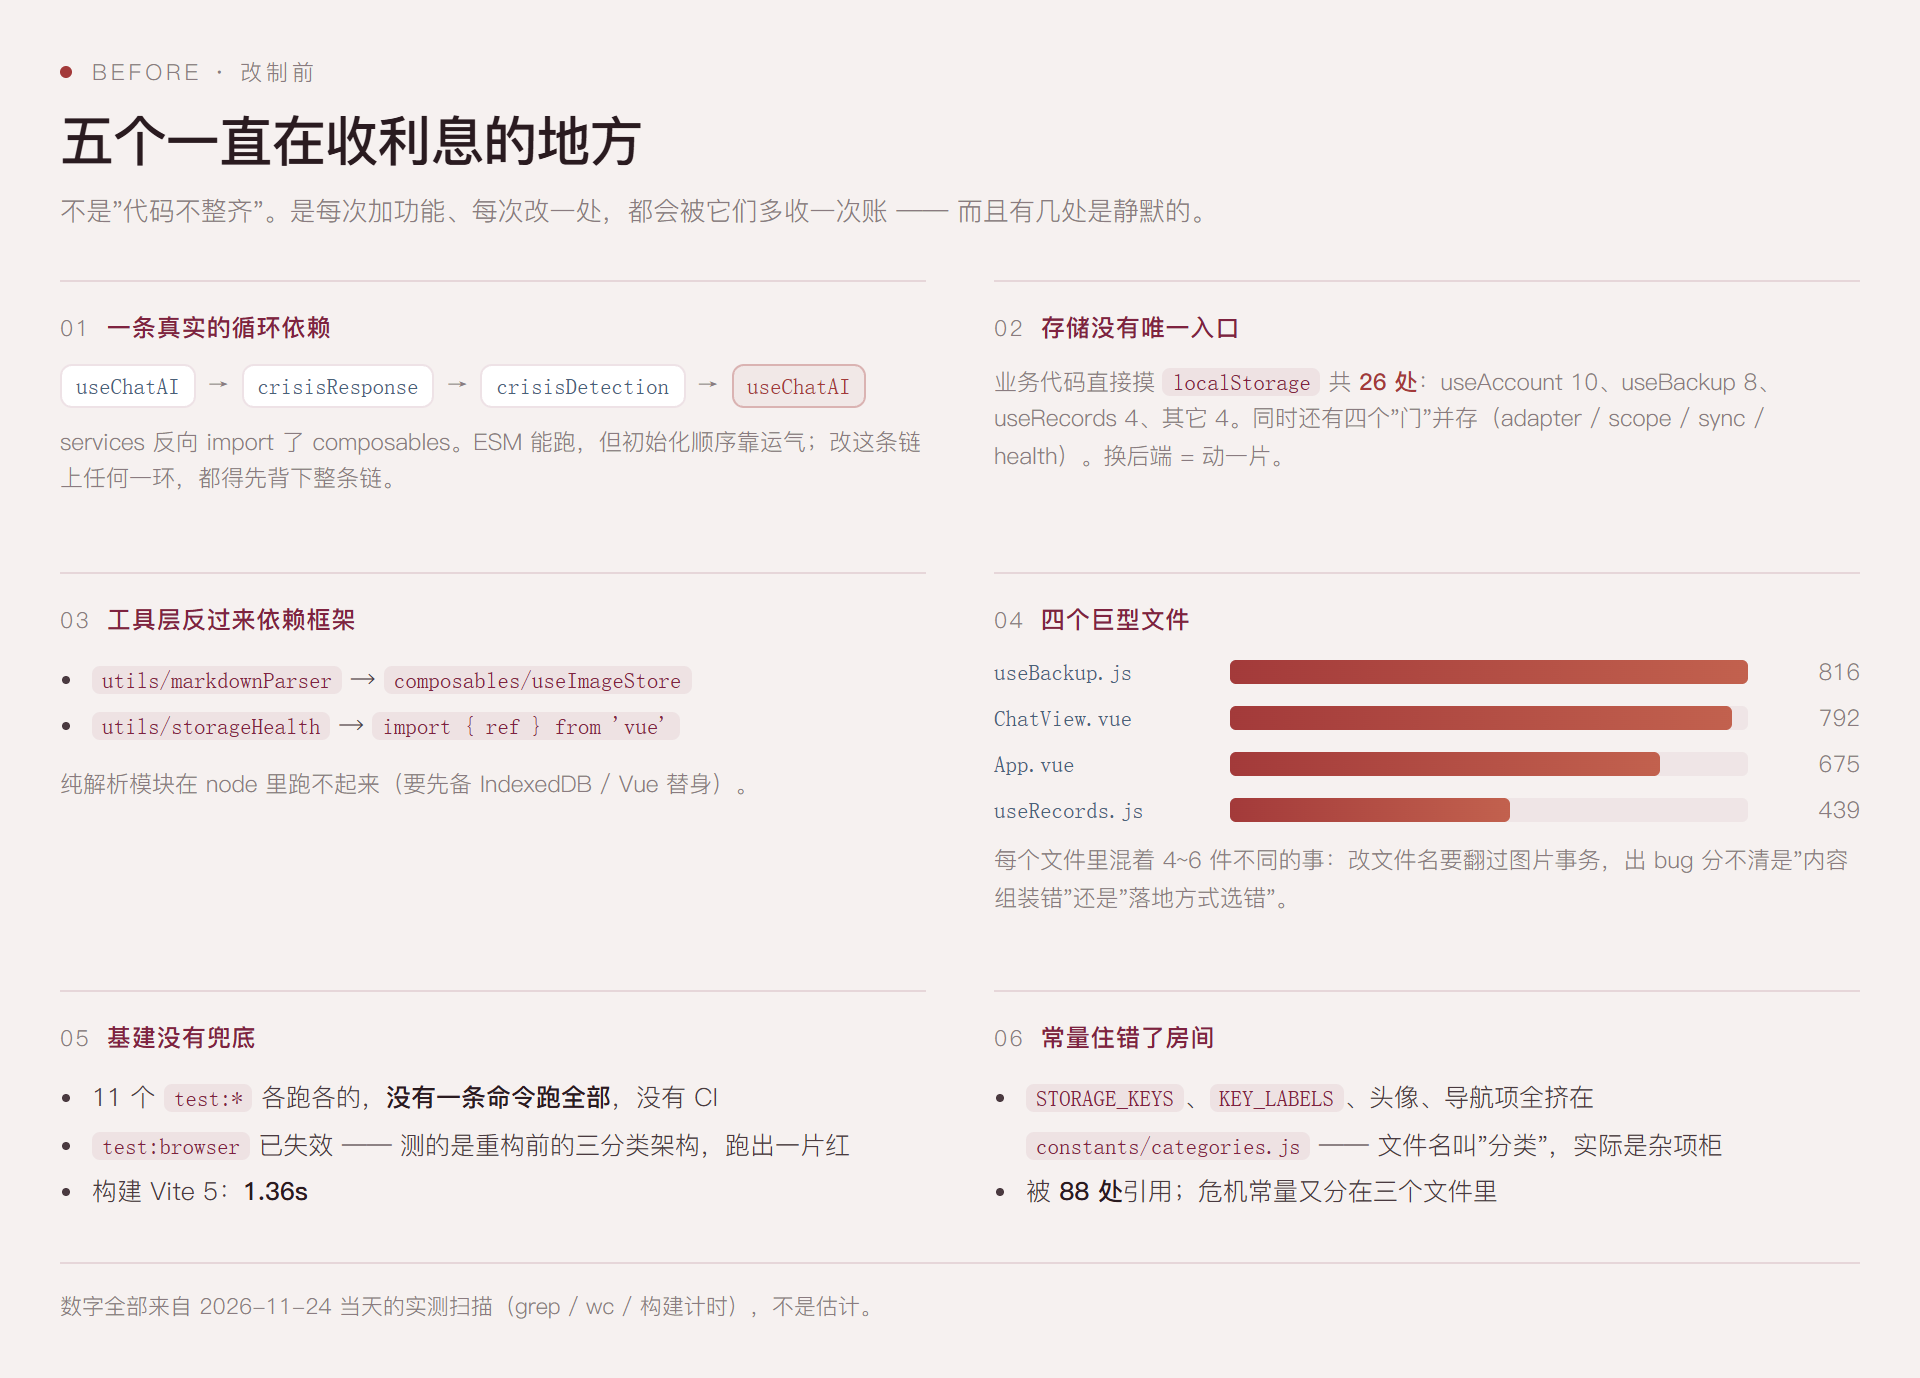 BEFORE · 改制前
五个一直在收利息的地方
不是”代码不整齐”。是每次加功能、每次改一处，都会被它们多收一次账 —— 而且有几处是静默的。
01 一条真实的循环依赖
useChatAI → crisisResponse → crisisDetection → useChatAI
services 反向 import 了 composables。ESM 能跑，但初始化顺序靠运气；改这条链
上任何一环，都得先背下整条链。
02 存储没有唯一入口
业务代码直接摸 localStorage 共 26 处：useAccount 10、useBackup 8、
useRecords 4、其它 4。同时还有四个”门”并存（adapter / scope / sync /
health）。换后端 = 动一片。
03 工具层反过来依赖框架
• utils/markdownParser → composables/useImageStore
• utils/storageHealth → import { ref } from 'vue'
纯解析模块在 node 里跑不起来（要先备 IndexedDB / Vue 替身）。
04 四个巨型文件
useBackup.js 816
ChatView.vue 792
App.vue 675
useRecords.js 439
每个文件里混着 4~6 件不同的事：改文件名要翻过图片事务，出 bug 分不清是”内容
组装错”还是”落地方式选错”。
05 基建没有兜底
• 11 个 test:* 各跑各的，没有一条命令跑全部，没有 CI
• test:browser 已失效 —— 测的是重构前的三分类架构，跑出一片红
• 构建 Vite 5：1.36s
06 常量住错了房间
• STORAGE_KEYS、KEY_LABELS、头像、导航项全挤在
constants/categories.js —— 文件名叫”分类”，实际是杂项柜
• 被 88 处引用；危机常量又分在三个文件里
数字全部来自 2026-11-24 当天的实测扫描（grep / wc / 构建计时），不是估计。